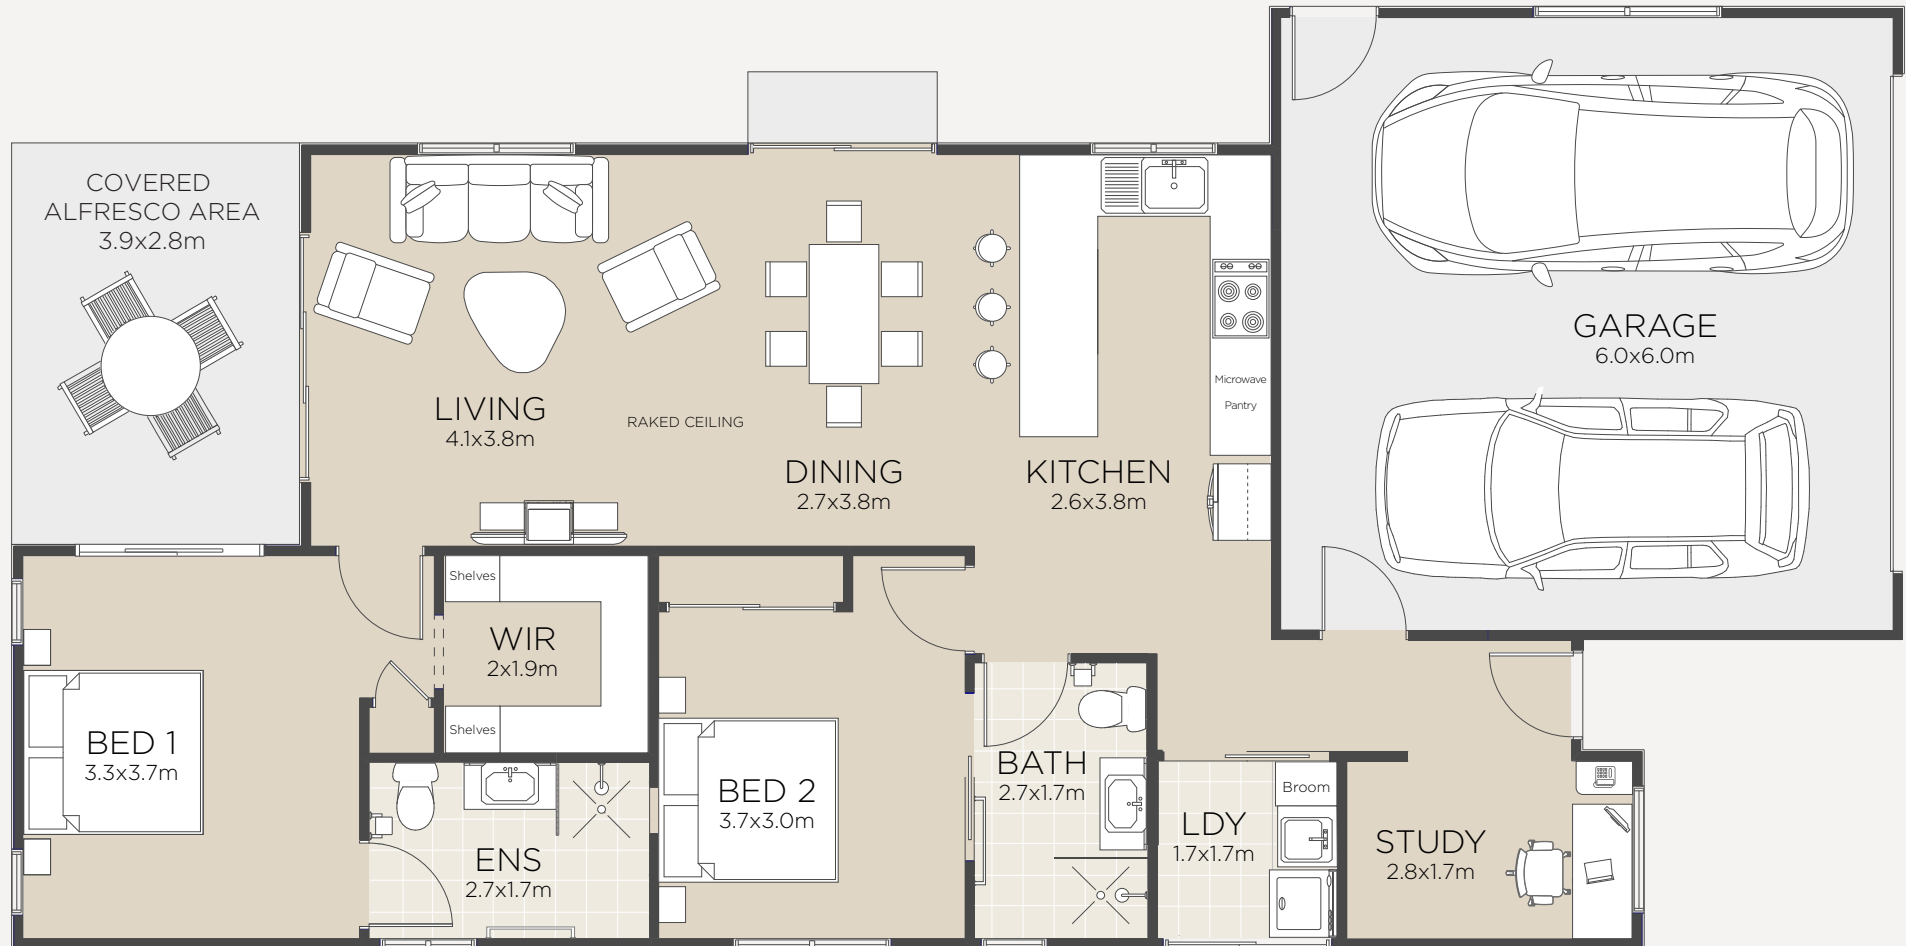 COVERED
ALFRESCO AREA
3.9x2.8m
LIVING
4.1x3.8m
RAKED CEILING
DINING
2.7x3.8m
KITCHEN
2.6x3.8m
Microwave
Pantry
GARAGE
6.0x6.0m
Shelves
WIR
2x1.9m
Shelves
BED 1
3.3x3.7m
ENS
2.7x1.7m
BED 2
3.7x3.0m
BATH
2.7x1.7m
Broom
LDY
1.7x1.7m
STUDY
2.8x1.7m